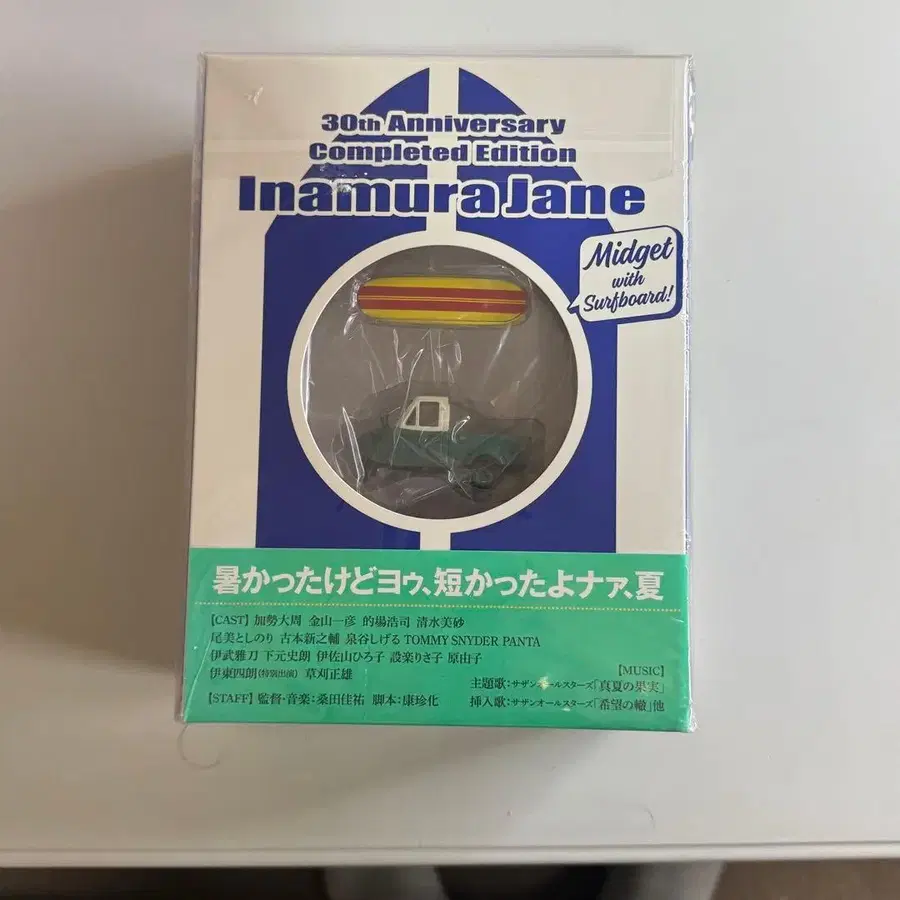 30th Anniversary
Completed Edition
Inamura Jane
Midget
with
Surfboard!
暑かったけどヨゥ、短かったよナァ、夏
【CAST】加勢大周 金山一彦 的場浩司 清水美砂
尾美としのり 古本新之輔 泉谷しげる TOMMY SNYDER PANTA
伊武雅刀 下元史朗 伊佐山ひろ子 設楽りさ子 原由子
伊東四朗(特別出演) 草刈正雄
【STAFF】監督・音楽:桑田佳祐 脚本:康珍化
【MUSIC】
主題歌:サザンオールスターズ「真夏の果実」
挿入歌:サザンオールスターズ「希望の轍」他